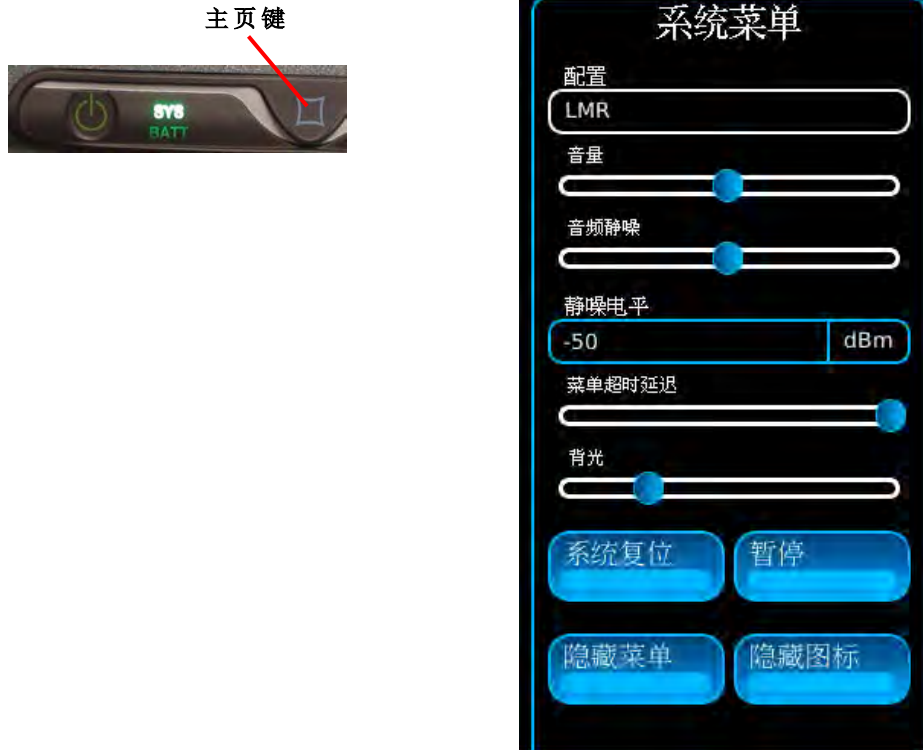 主页键
SYS
BATT
系统菜单
配置
LMR
音量
音频静噪
静噪电平
-50 dBm
菜单超时延迟
背光
系统复位 暂停
隐藏菜单 隐藏图标